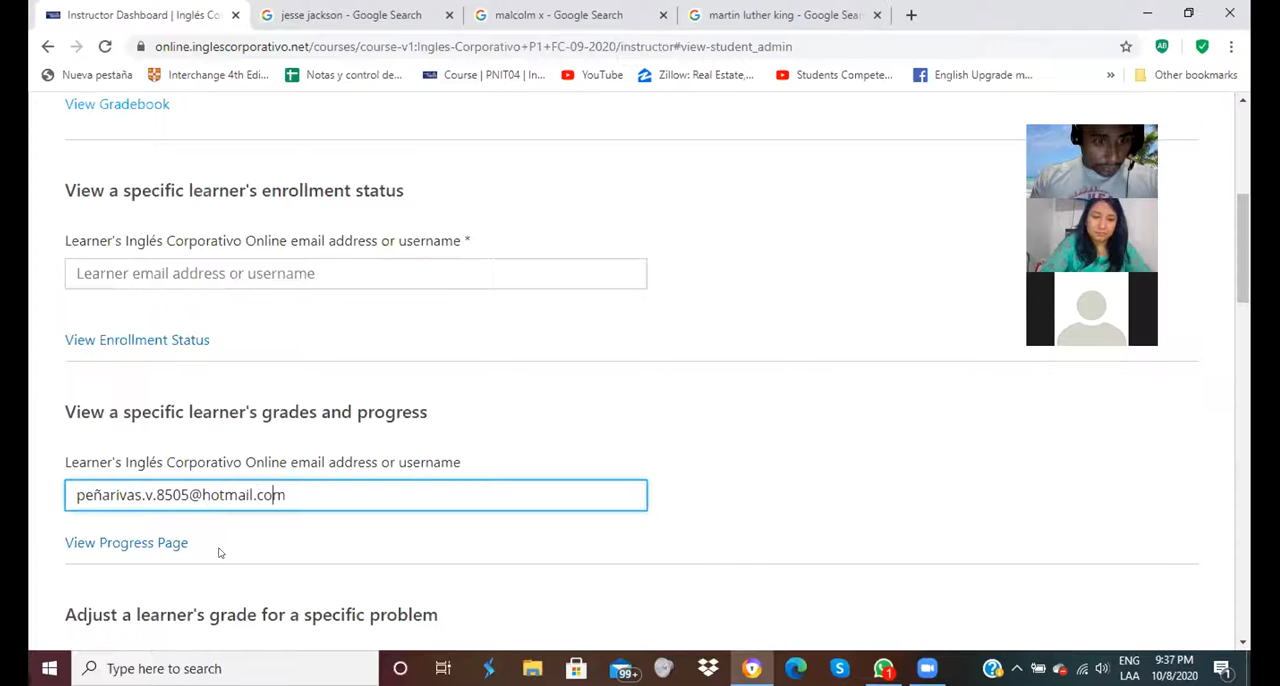 Instructor Dashboard | Inglés Co
jesse jackson - Google Search
malcolm x - Google Search
martin luther king - Google Sear
online.inglescorporativo.net/courses/course-v1:Ingles-Corporativo+P1+FC-09-2020/instructor#view-student_admin
Nueva pestaña
Interchange 4th Edi...
Notas y control de...
Course | PNIT04 | In...
YouTube
Zillow: Real Estate,...
Students Compete...
English Upgrade m...
»
Other bookmarks
View Gradebook
View a specific learner's enrollment status
Learner's Inglés Corporativo Online email address or username *
Learner email address or username
View Enrollment Status
View a specific learner's grades and progress
Learner's Inglés Corporativo Online email address or username
peñarivas.v.8505@hotmail.com
View Progress Page
Adjust a learner's grade for a specific problem
Type here to search
99+
1
ENG
LAA
9:37 PM
10/8/2020
1